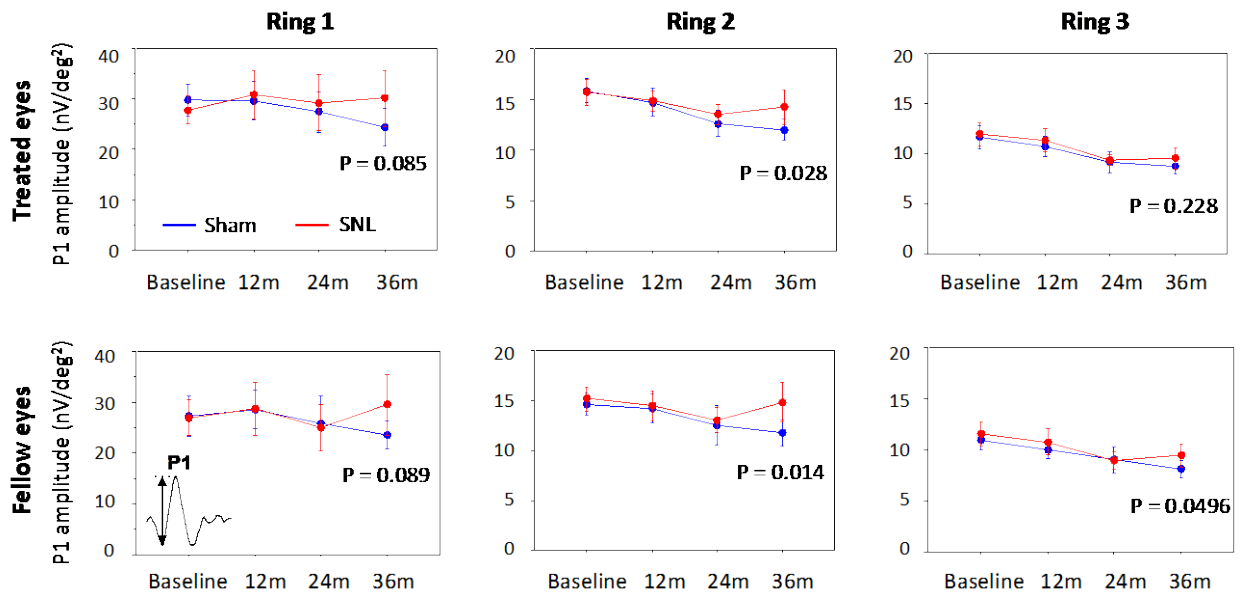 Ring 1
Ring 2
Ring 3
Treated eyes
P1 amplitude (nV/deg²)
40
30
20
10
0
P = 0.085
Sham
SNL
Baseline 12m 24m 36m
20
15
10
5
0
P = 0.028
Baseline 12m 24m 36m
20
15
10
5
0
P = 0.228
Baseline 12m 24m 36m
Fellow eyes
P1 amplitude (nV/deg²)
40
30
20
10
0
P1
P = 0.089
Baseline 12m 24m 36m
20
15
10
5
0
P = 0.014
Baseline 12m 24m 36m
20
15
10
5
0
P = 0.0496
Baseline 12m 24m 36m